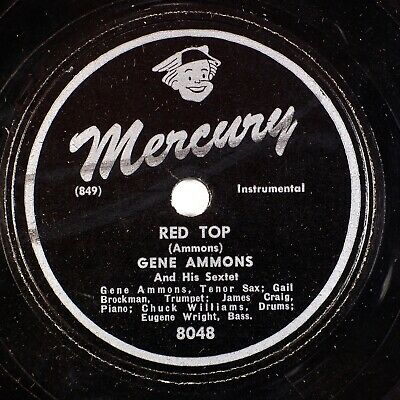 Mercury
(849) Instrumental
RED TOP
(Ammons)
GENE AMMONS
And His Sextet
Gene Ammons, Tenor Sax; Gail
Brockman, Trumpet; James Craig,
Piano; Chuck Williams, Drums;
Eugene Wright, Bass.
8048